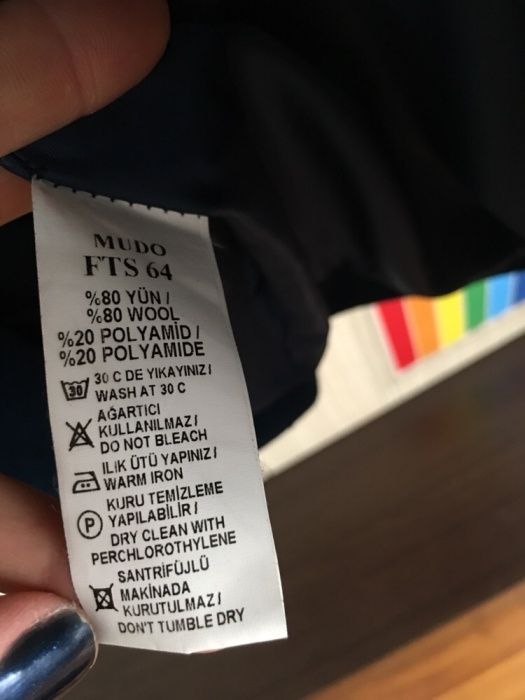 MUDO
FTS 64
%80 YÜN /
%80 WOOL
%20 POLYAMİD /
%20 POLYAMIDE
30
30 C DE YIKAYINIZ /
WASH AT 30 C
AĞARTICI
KULLANILMAZ /
DO NOT BLEACH
ILIK ÜTÜ YAPINIZ /
WARM IRON
KURU TEMİZLEME
P
YAPILABİLİR /
DRY CLEAN WITH
PERCHLOROTHYLENE
SANTRİFÜJLÜ
MAKİNADA
KURUTULMAZ /
DON'T TUMBLE DRY